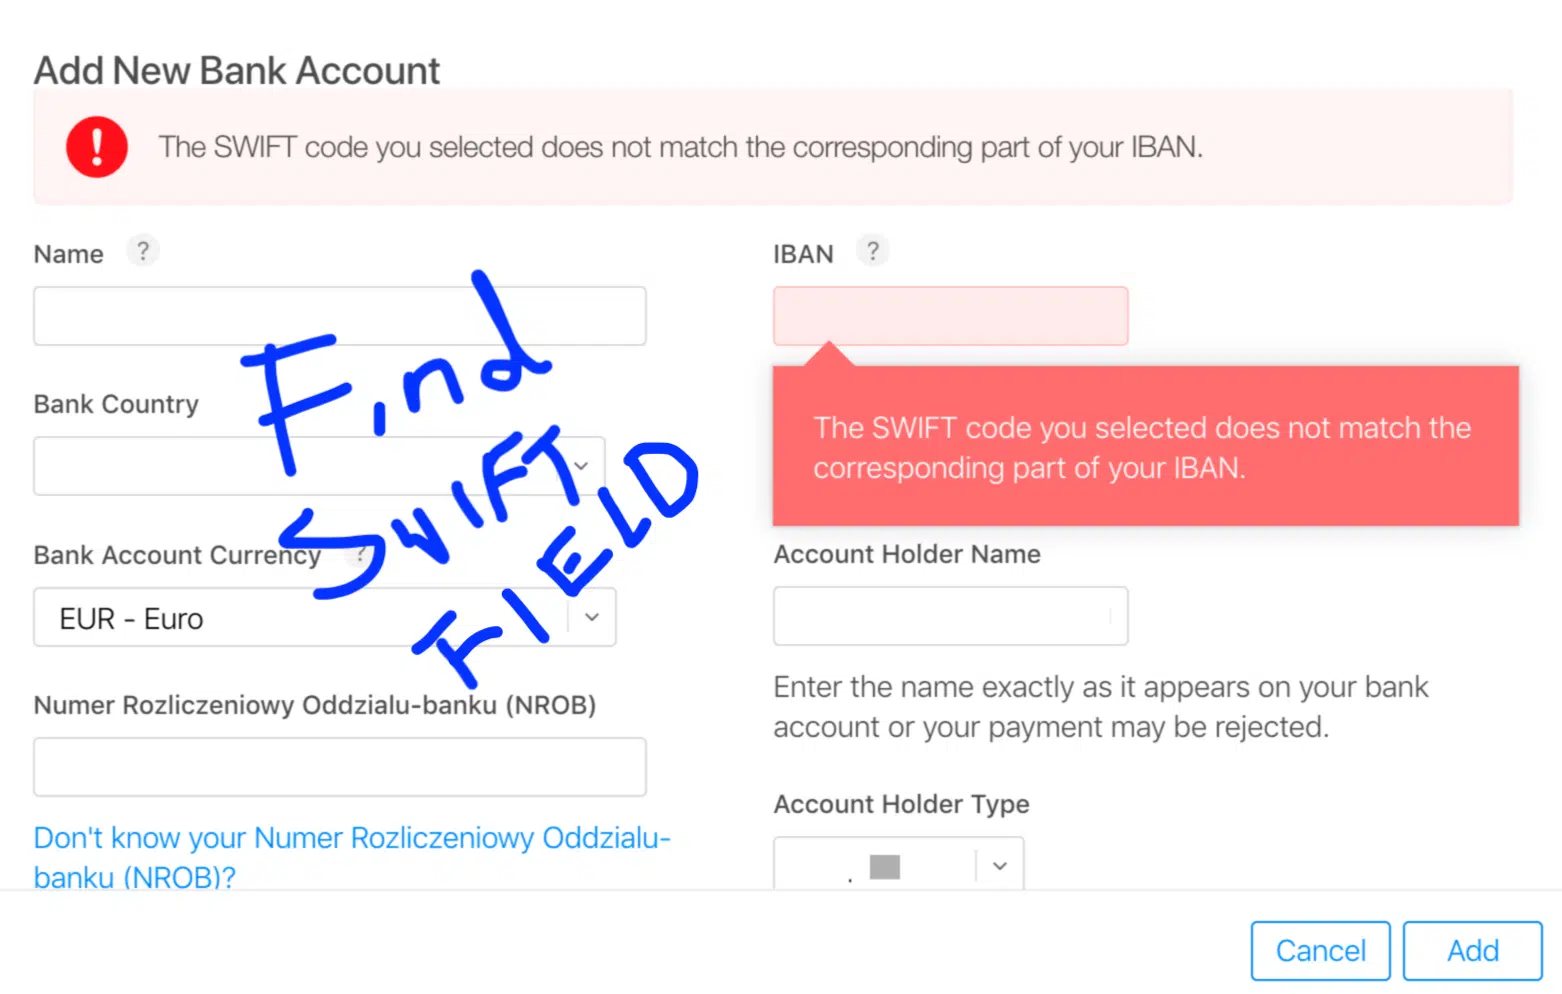 Add New Bank Account
The SWIFT code you selected does not match the corresponding part of your IBAN.
Name ?
IBAN ?
Find
SWIFT
FIELD
Bank Country
The SWIFT code you selected does not match the
corresponding part of your IBAN.
Bank Account Currency ?
EUR - Euro
Account Holder Name
Numer Rozliczeniowy Oddzialu-banku (NROB)
Enter the name exactly as it appears on your bank
account or your payment may be rejected.
Don't know your Numer Rozliczeniowy Oddzialu-
banku (NROB)?
Account Holder Type
Cancel
Add